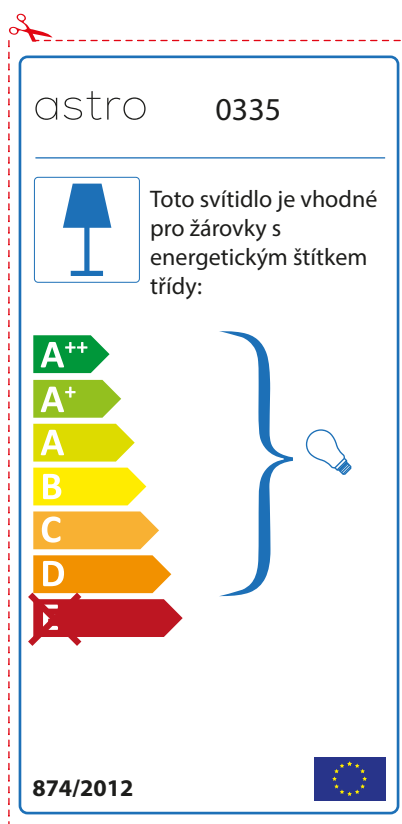 astro 0335
Toto svítidlo je vhodné
pro žárovky s
energetickým štítkem
třídy:
A++
A+
A
B
C
D
E
874/2012